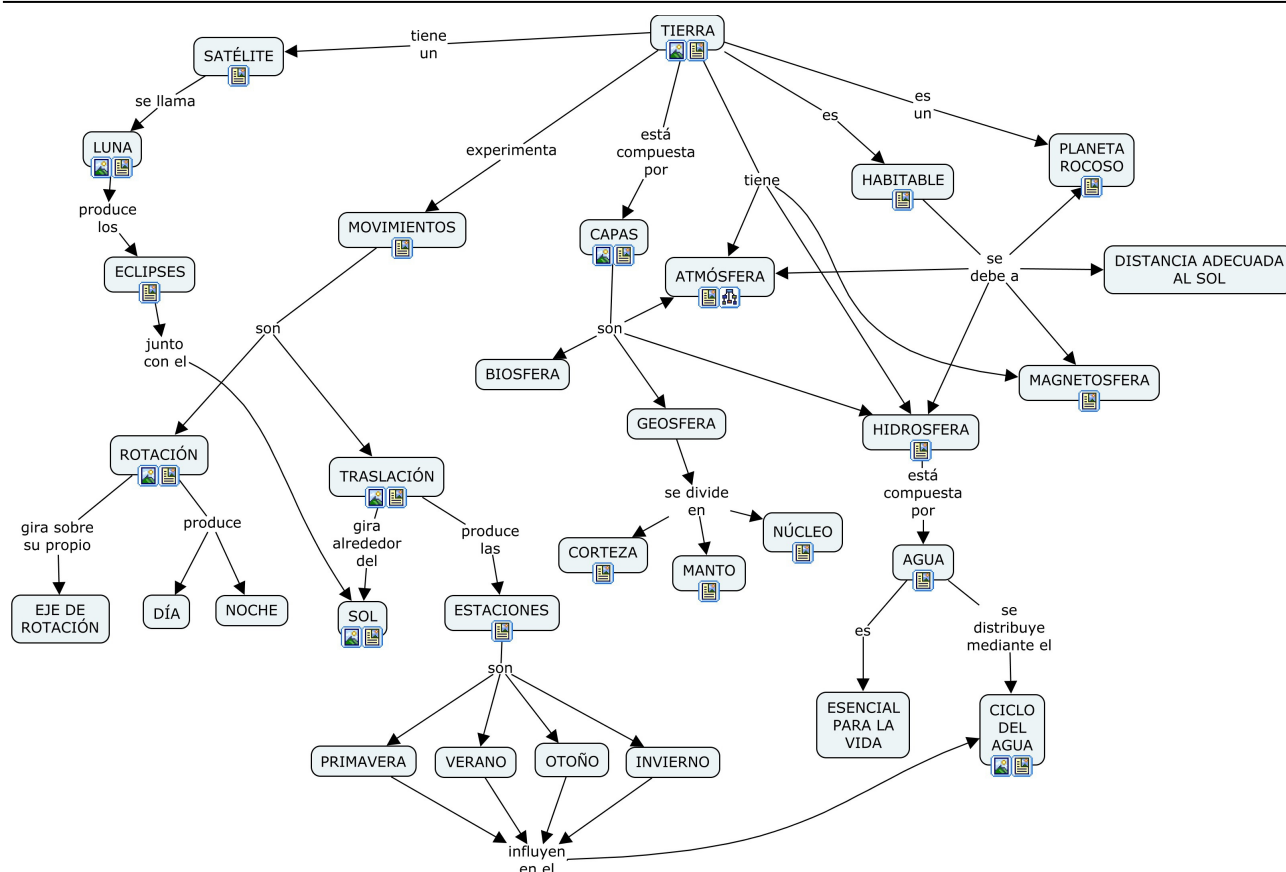 TIERRA
tiene
un
SATÉLITE
se llama
LUNA
produce
los
ECLIPSES
junto
con el
experimenta
MOVIMIENTOS
son
ROTACIÓN
gira sobre
su propio
EJE DE
ROTACIÓN
produce
DÍA
NOCHE
TRASLACIÓN
gira
alrededor
del
SOL
produce
las
ESTACIONES
son
PRIMAVERA
VERANO
OTOÑO
INVIERNO
influyen
en el
está
compuesta
por
CAPAS
son
BIOSFERA
GEOSFERA
se divide
en
CORTEZA
MANTO
NÚCLEO
tiene
ATMÓSFERA
HIDROSFERA
MAGNETOSFERA
está
compuesta
por
AGUA
es
ESENCIAL
PARA LA
VIDA
se
distribuye
mediante el
CICLO
DEL
AGUA
es
HABITABLE
se
debe a
DISTANCIA ADECUADA
AL SOL
es
un
PLANETA
ROCOSO